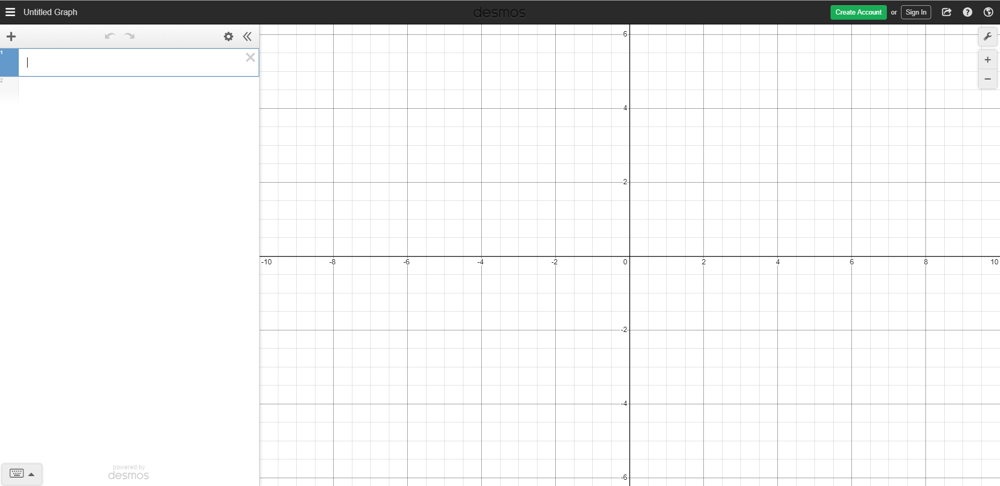 Untitled Graph
desmos
Create Account or Sign In
1
2
powered by
desmos
6
4
2
-10 -8 -6 -4 -2 0 2 4 6 8 10
-2
-4
-6